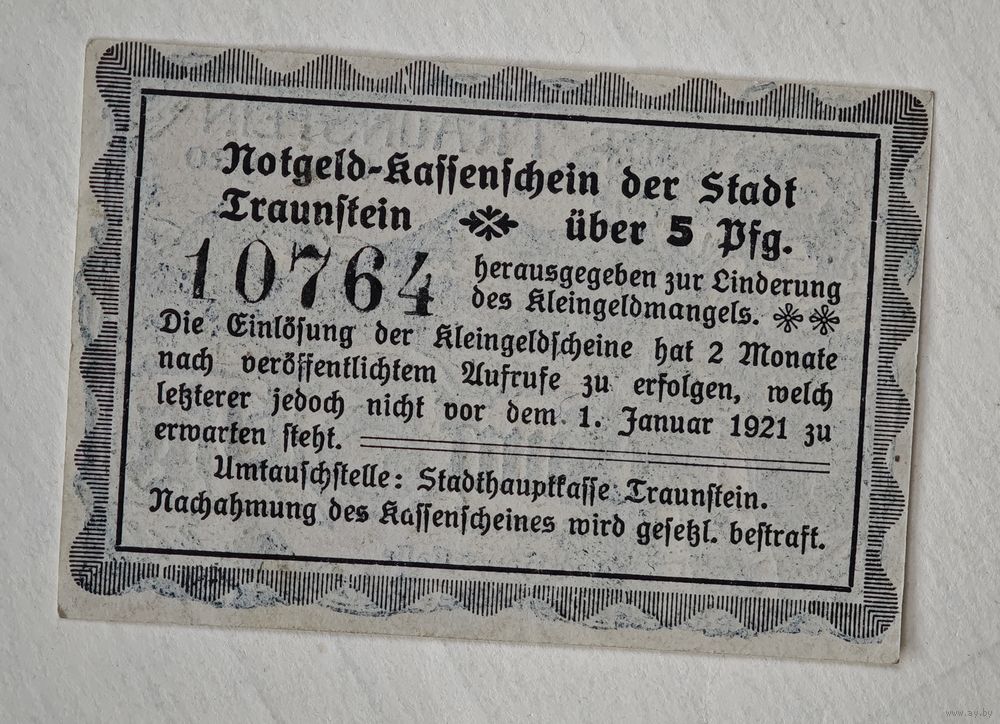 Notgeld-Kassenschein der Stadt
Traunstein über 5 Pfg.
10764
herausgegeben zur Linderung
des Kleingeldmangels.
Die Einlösung der Kleingeldscheine hat 2 Monate
nach veröffentlichtem Aufrufe zu erfolgen, welch
letzterer jedoch nicht vor dem 1. Januar 1921 zu
erwarten steht.
Umtauschstelle: Stadthauptkasse Traunstein.
Nachahmung des Kassenscheines wird gesetzl. bestraft.
www.ay.by